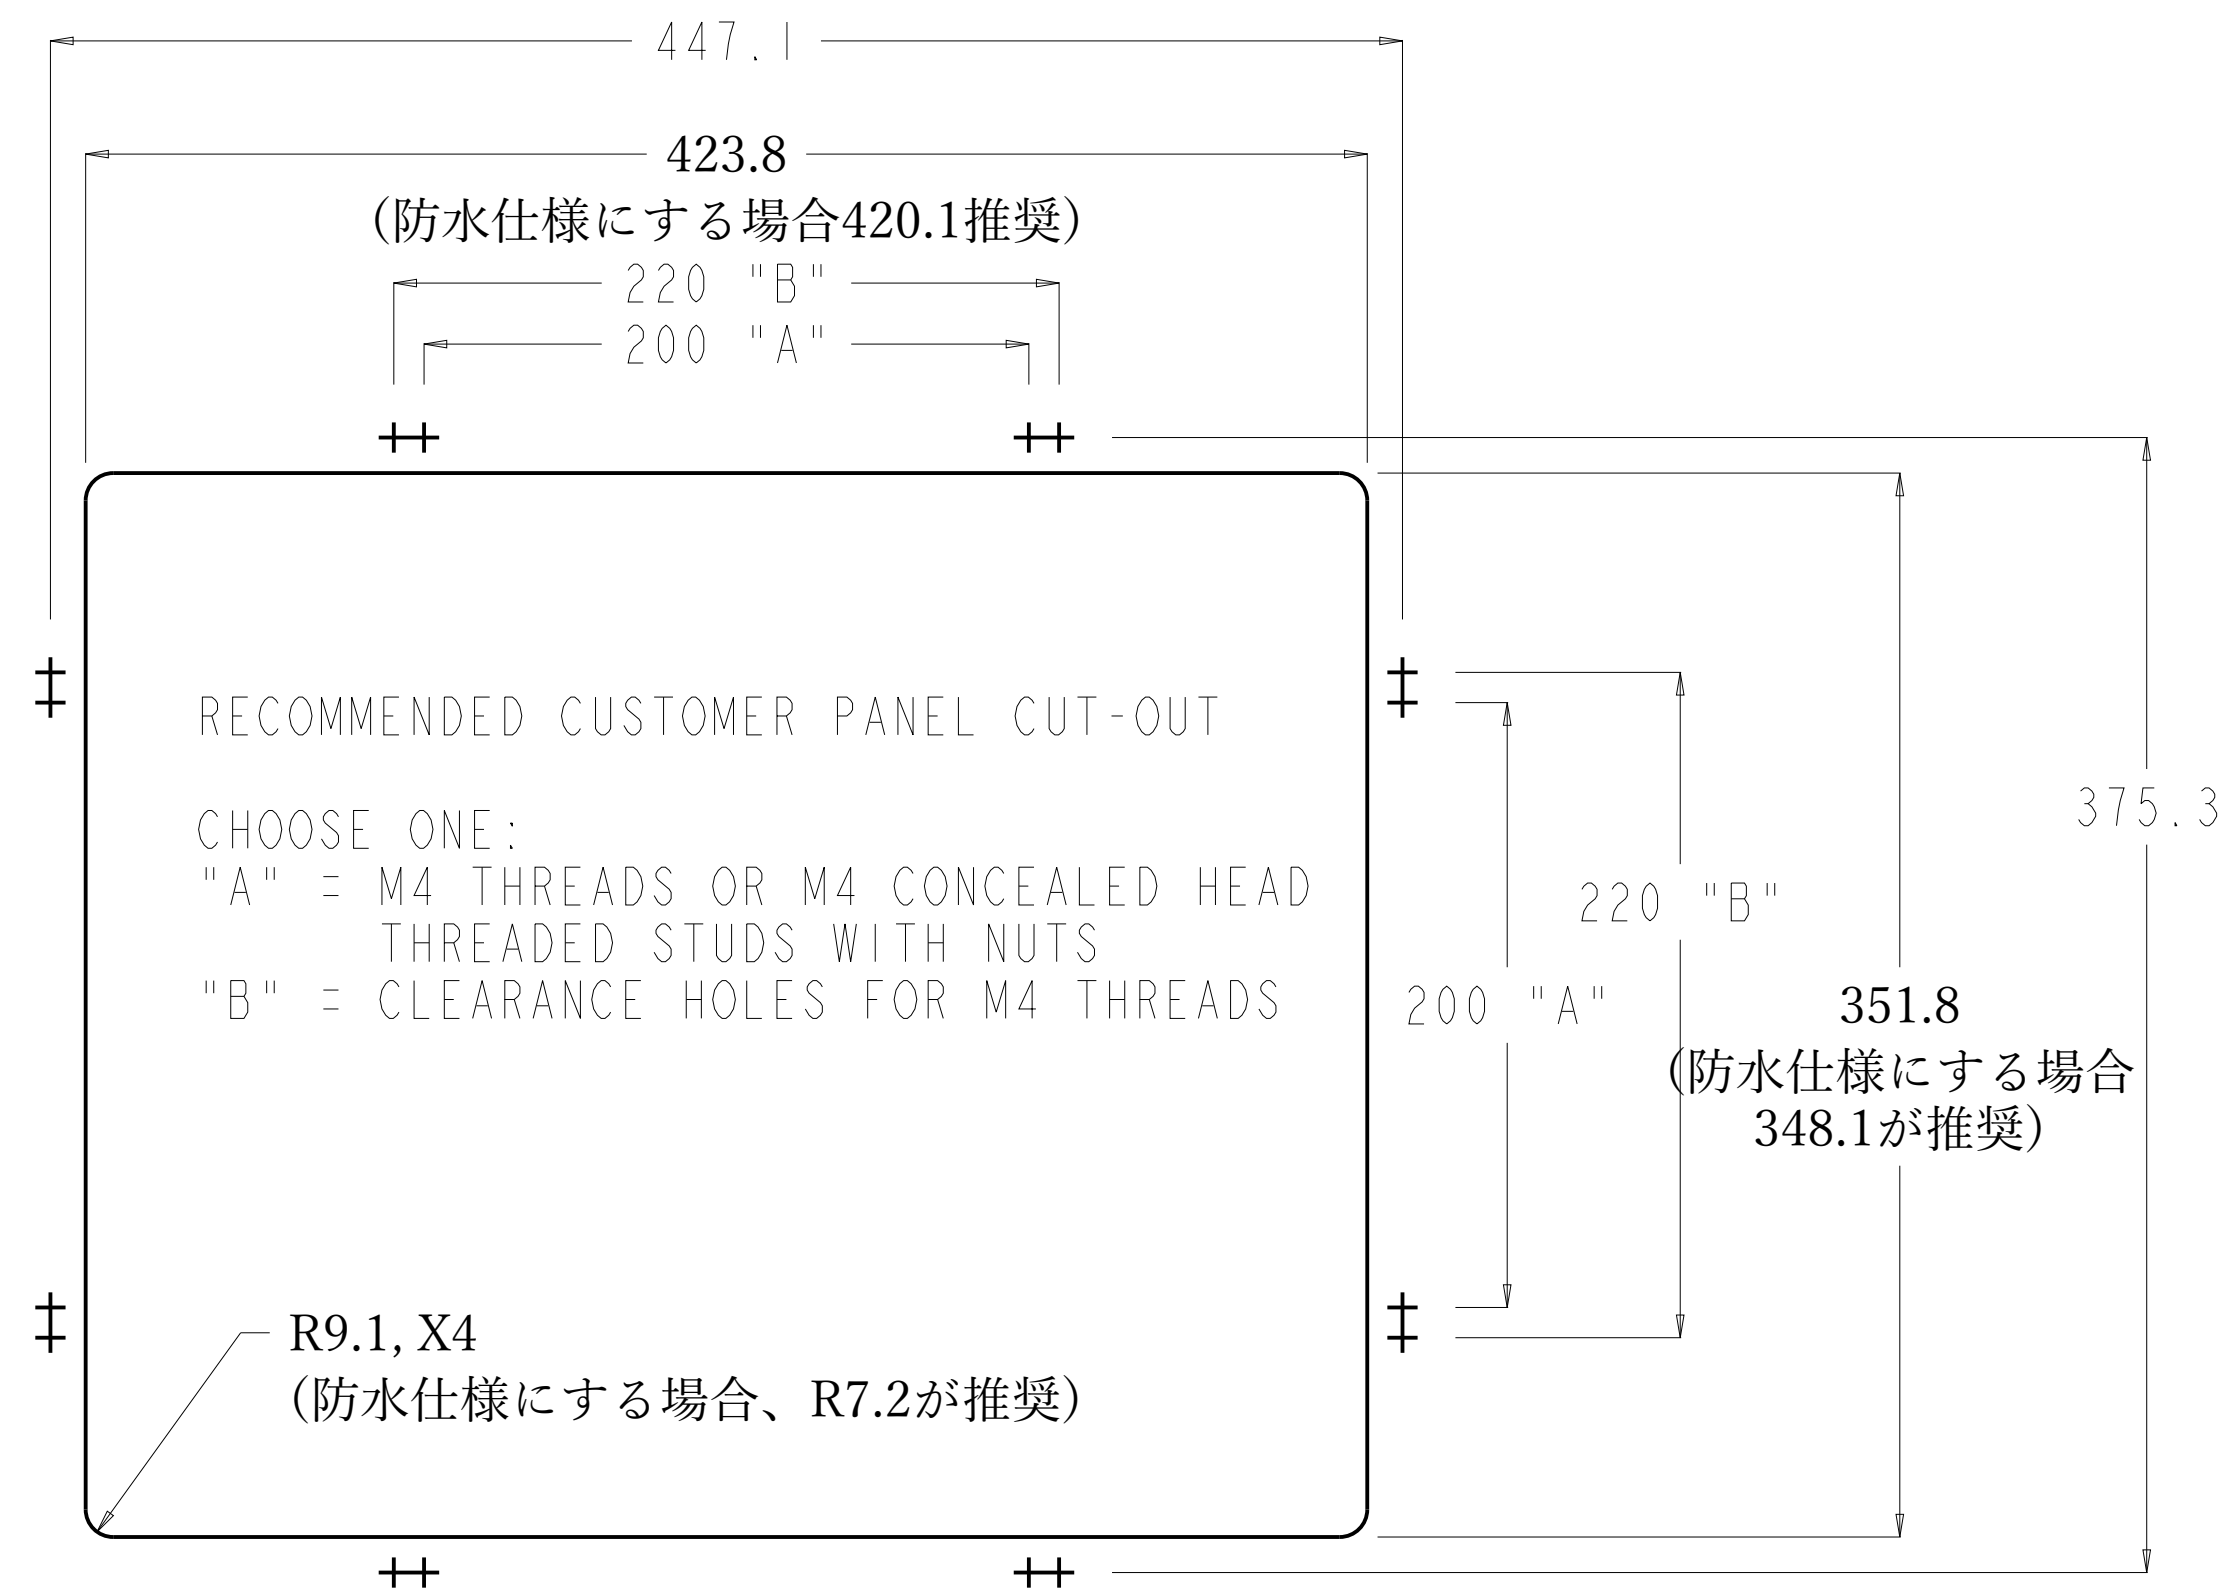 447.1
423.8
(防水仕様にする場合420.1推奨)
220 "B"
200 "A"
RECOMMENDED CUSTOMER PANEL CUT-OUT
CHOOSE ONE:
"A" = M4 THREADS OR M4 CONCEALED HEAD
THREADED STUDS WITH NUTS
"B" = CLEARANCE HOLES FOR M4 THREADS
375.3
220 "B"
200 "A"
351.8
(防水仕様にする場合
348.1が推奨)
R9.1, X4
(防水仕様にする場合、R7.2が推奨)